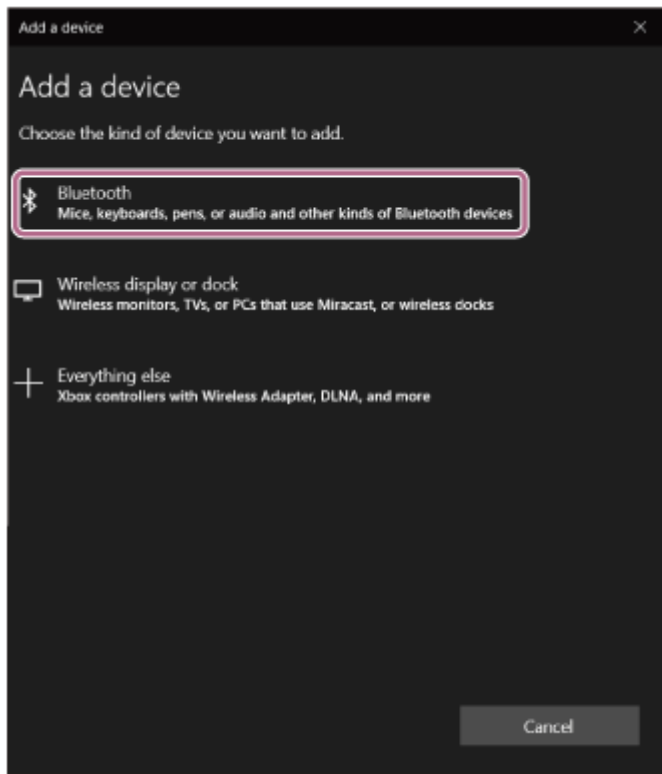 Add a device
Add a device
Choose the kind of device you want to add.
Bluetooth
Mice, keyboards, pens, or audio and other kinds of Bluetooth devices
Wireless display or dock
Wireless monitors, TVs, or PCs that use Miracast, or wireless docks
Everything else
Xbox controllers with Wireless Adapter, DLNA, and more
Cancel